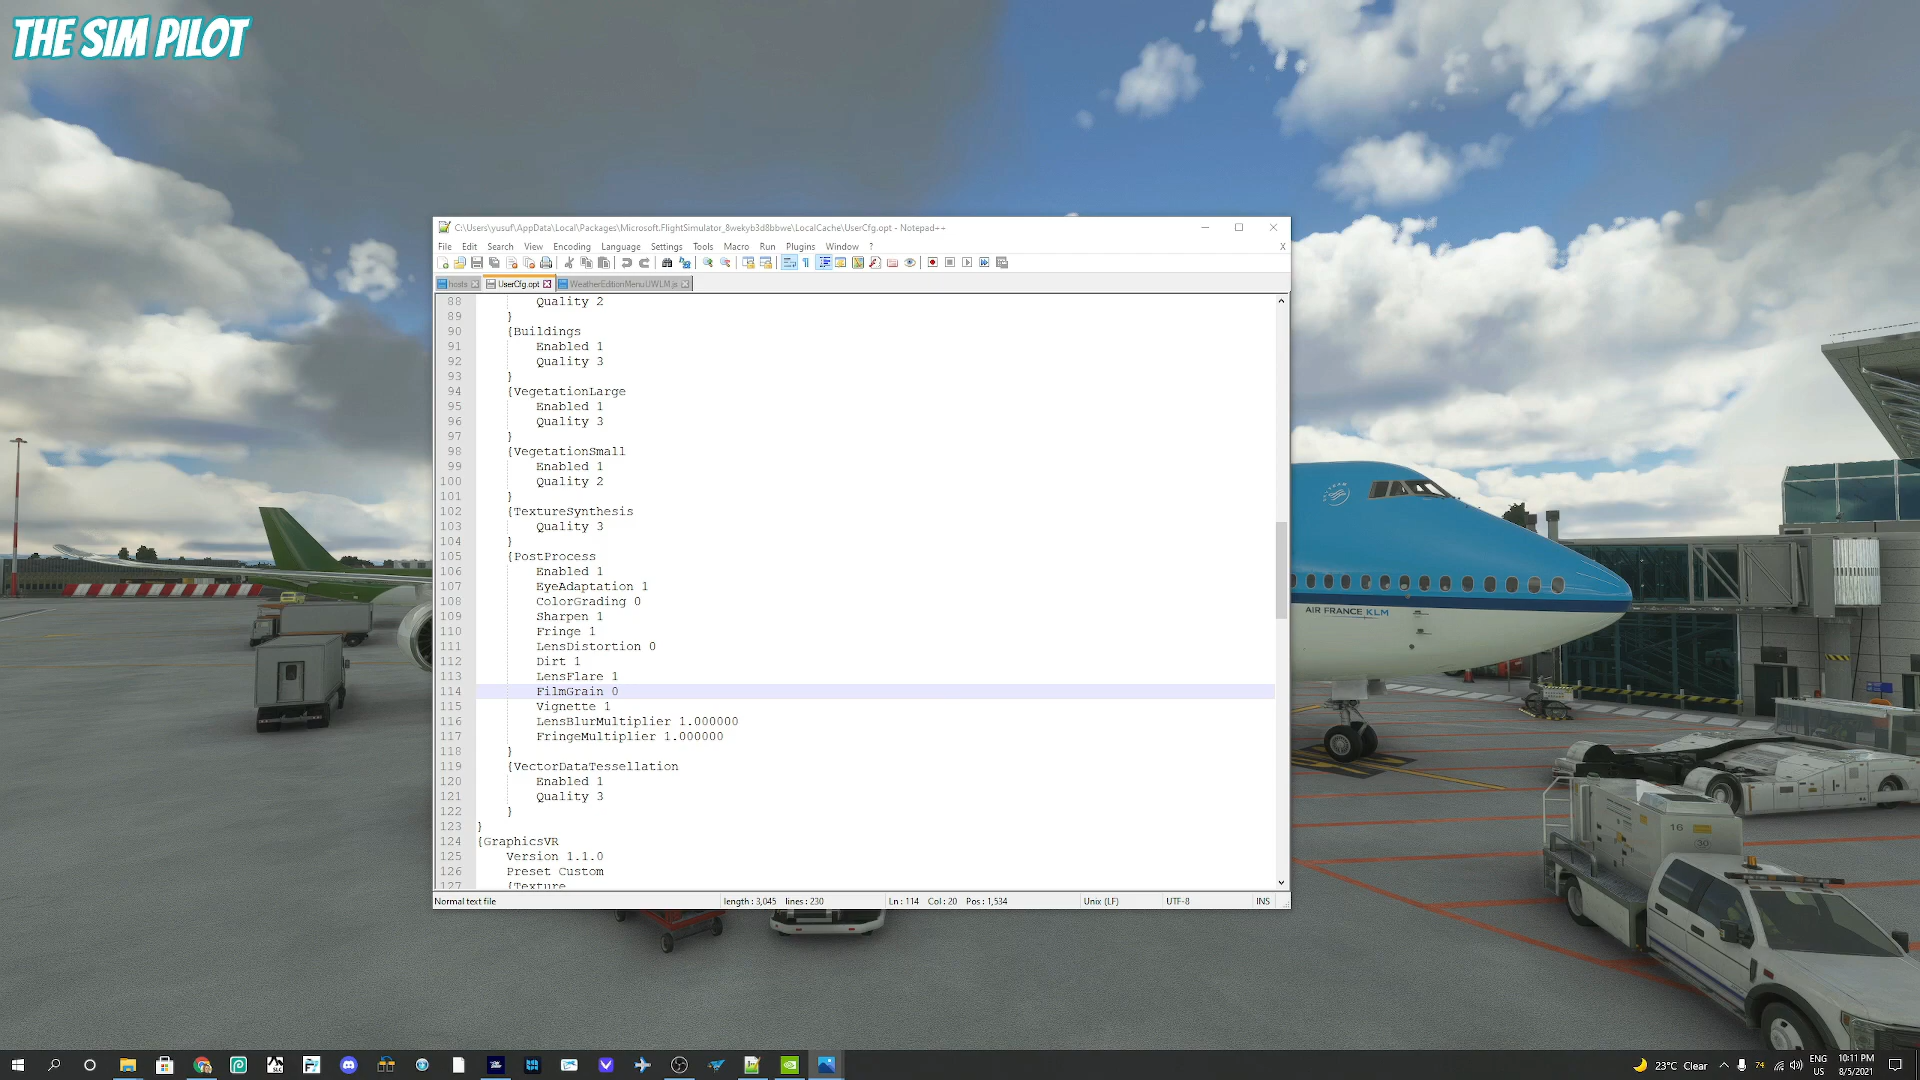 THE SIM PILOT
C:\Users\yusuf\AppData\Local\Packages\Microsoft.FlightSimulator_8wekyb3d8bbwe\LocalCache\UserCfg.opt - Notepad++
File Edit Search View Encoding Language Settings Tools Macro Run Plugins Window ? X
hosts UserCfg.opt WeatherEditionMenuUWLM.js
88 Quality 2
89 }
90 {Buildings
91 Enabled 1
92 Quality 3
93 }
94 {VegetationLarge
95 Enabled 1
96 Quality 3
97 }
98 {VegetationSmall
99 Enabled 1
100 Quality 2
101 }
102 {TextureSynthesis
103 Quality 3
104 }
105 {PostProcess
106 Enabled 1
107 EyeAdaptation 1
108 ColorGrading 0
109 Sharpen 1
110 Fringe 1
111 LensDistortion 0
112 Dirt 1
113 LensFlare 1
114 FilmGrain 0
115 Vignette 1
116 LensBlurMultiplier 1.000000
117 FringeMultiplier 1.000000
118 }
119 {VectorDataTessellation
120 Enabled 1
121 Quality 3
122 }
123 }
124 {GraphicsVR
125 Version 1.1.0
126 Preset Custom
127 {Texture
Normal text file length : 3,045 lines : 230 Ln : 114 Col : 20 Pos : 1,534 Unix (LF) UTF-8 INS
AIR FRANCE KLM
16
30
23°C Clear 74 ENG US 10:11 PM 8/5/2021